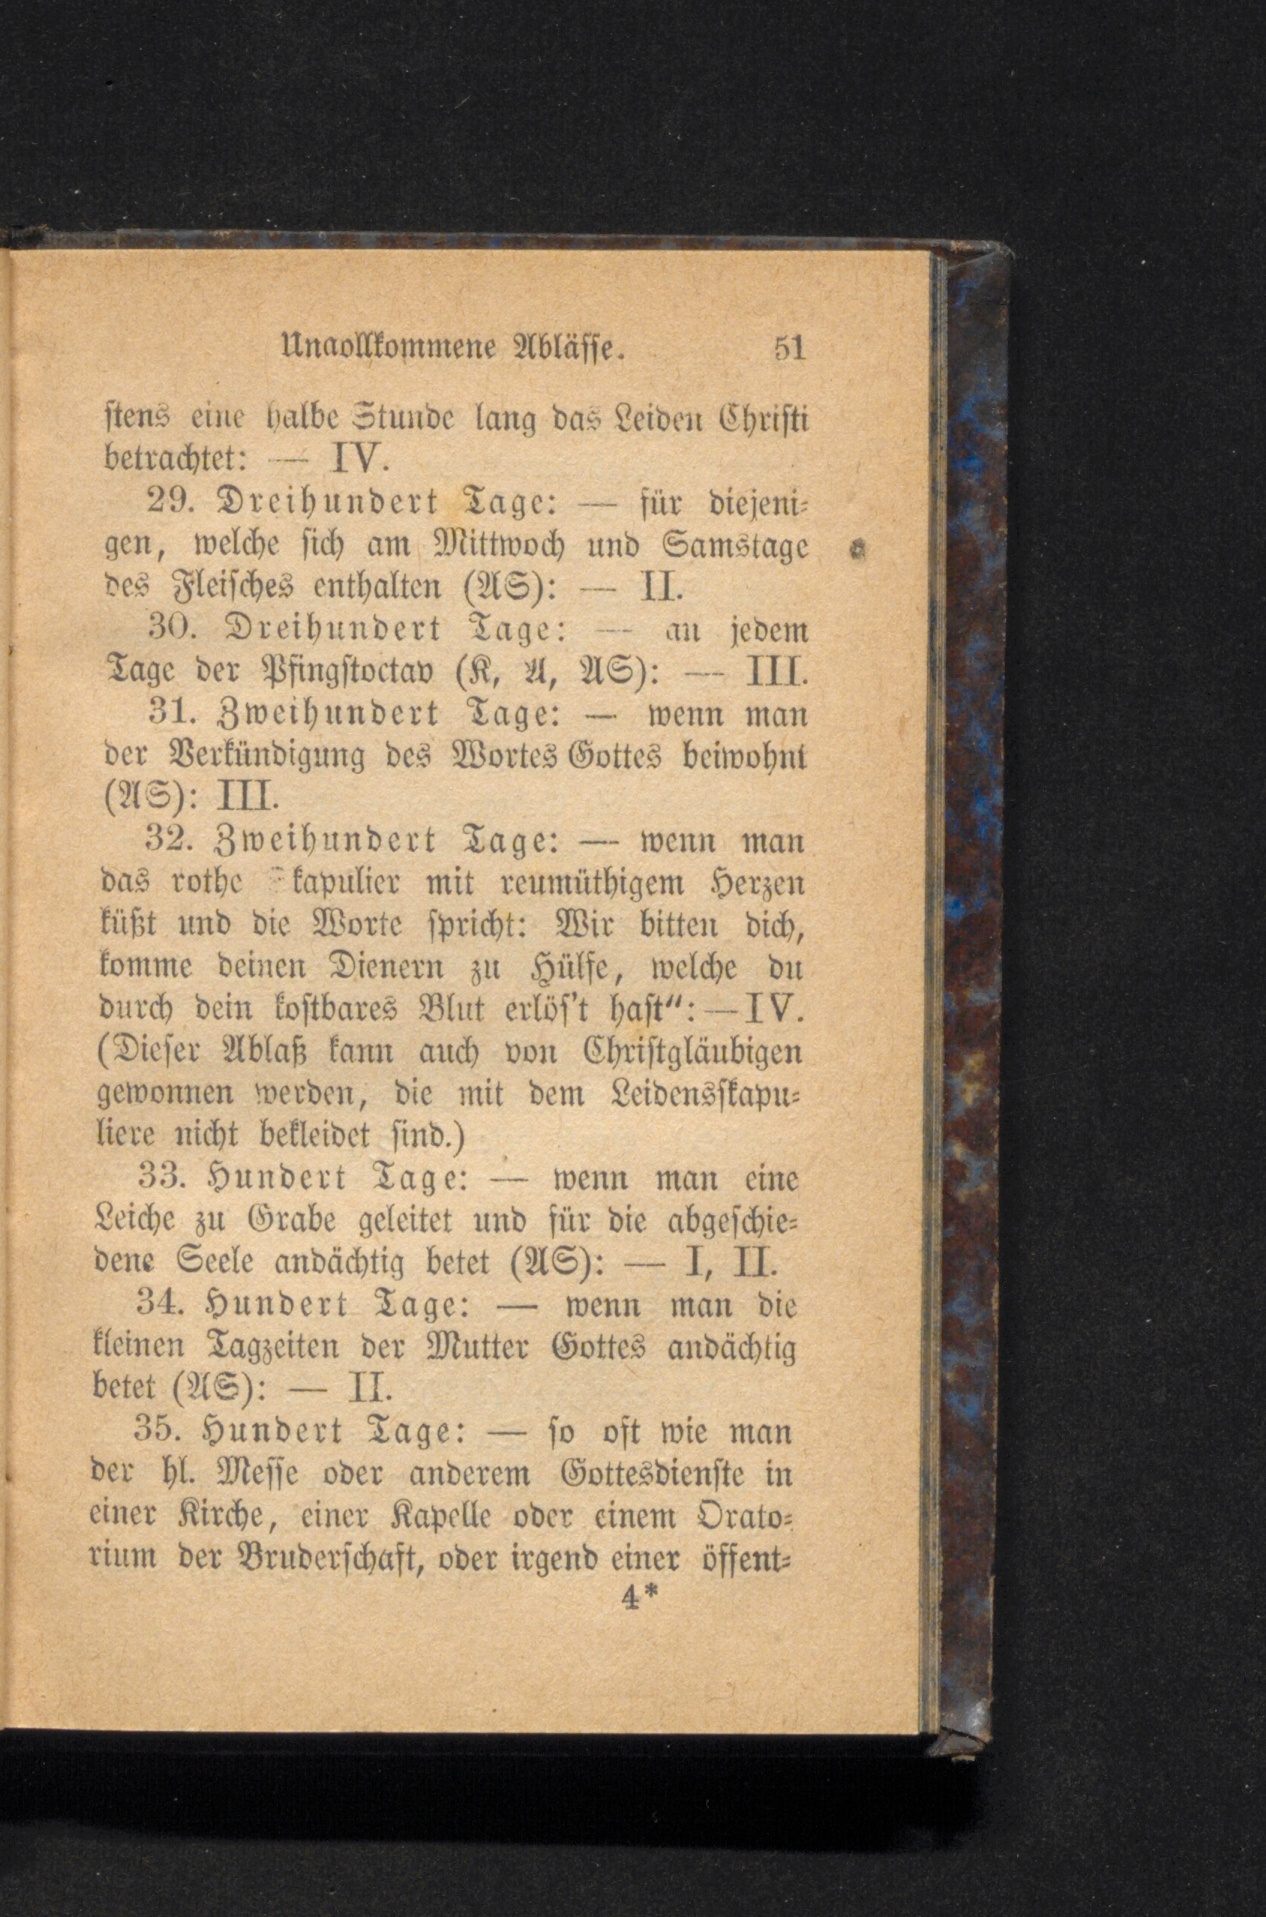 Unaollkommene Ablässe. 51
stens eine halbe Stunde lang das Leiden Christi
betrachtet: — IV.
29. Dreihundert Tage: — für diejeni-
gen, welche sich am Mittwoch und Samstage
des Fleisches enthalten (AS): — II.
30. Dreihundert Tage: — an jedem
Tage der Pfingstoctav (K, A, AS): — III.
31. Zweihundert Tage: — wenn man
der Verkündigung des Wortes Gottes beiwohnt
(AS): III.
32. Zweihundert Tage: — wenn man
das rothe Skapulier mit reumüthigem Herzen
küßt und die Worte spricht: Wir bitten dich,
komme deinen Dienern zu Hülfe, welche du
durch dein kostbares Blut erlös't hast“: — IV.
(Dieser Ablaß kann auch von Christgläubigen
gewonnen werden, die mit dem Leidensskapu-
liere nicht bekleidet sind.)
33. Hundert Tage: — wenn man eine
Leiche zu Grabe geleitet und für die abgeschie-
dene Seele andächtig betet (AS): — I, II.
34. Hundert Tage: — wenn man die
kleinen Tagzeiten der Mutter Gottes andächtig
betet (AS): — II.
35. Hundert Tage: — so oft wie man
der hl. Messe oder anderem Gottesdienste in
einer Kirche, einer Kapelle oder einem Orato-
rium der Bruderschaft, oder irgend einer öffent-
4*